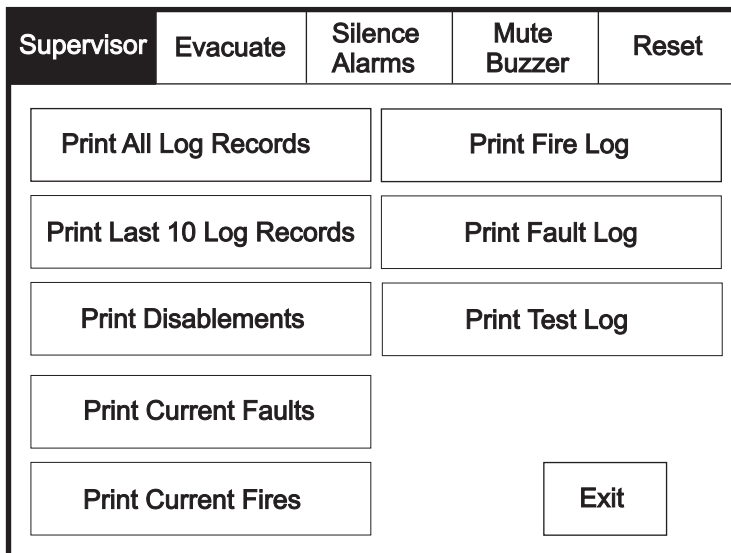 Supervisor
Evacuate
Silence
Alarms
Mute
Buzzer
Reset
Print All Log Records
Print Fire Log
Print Last 10 Log Records
Print Fault Log
Print Disablements
Print Test Log
Print Current Faults
Print Current Fires
Exit